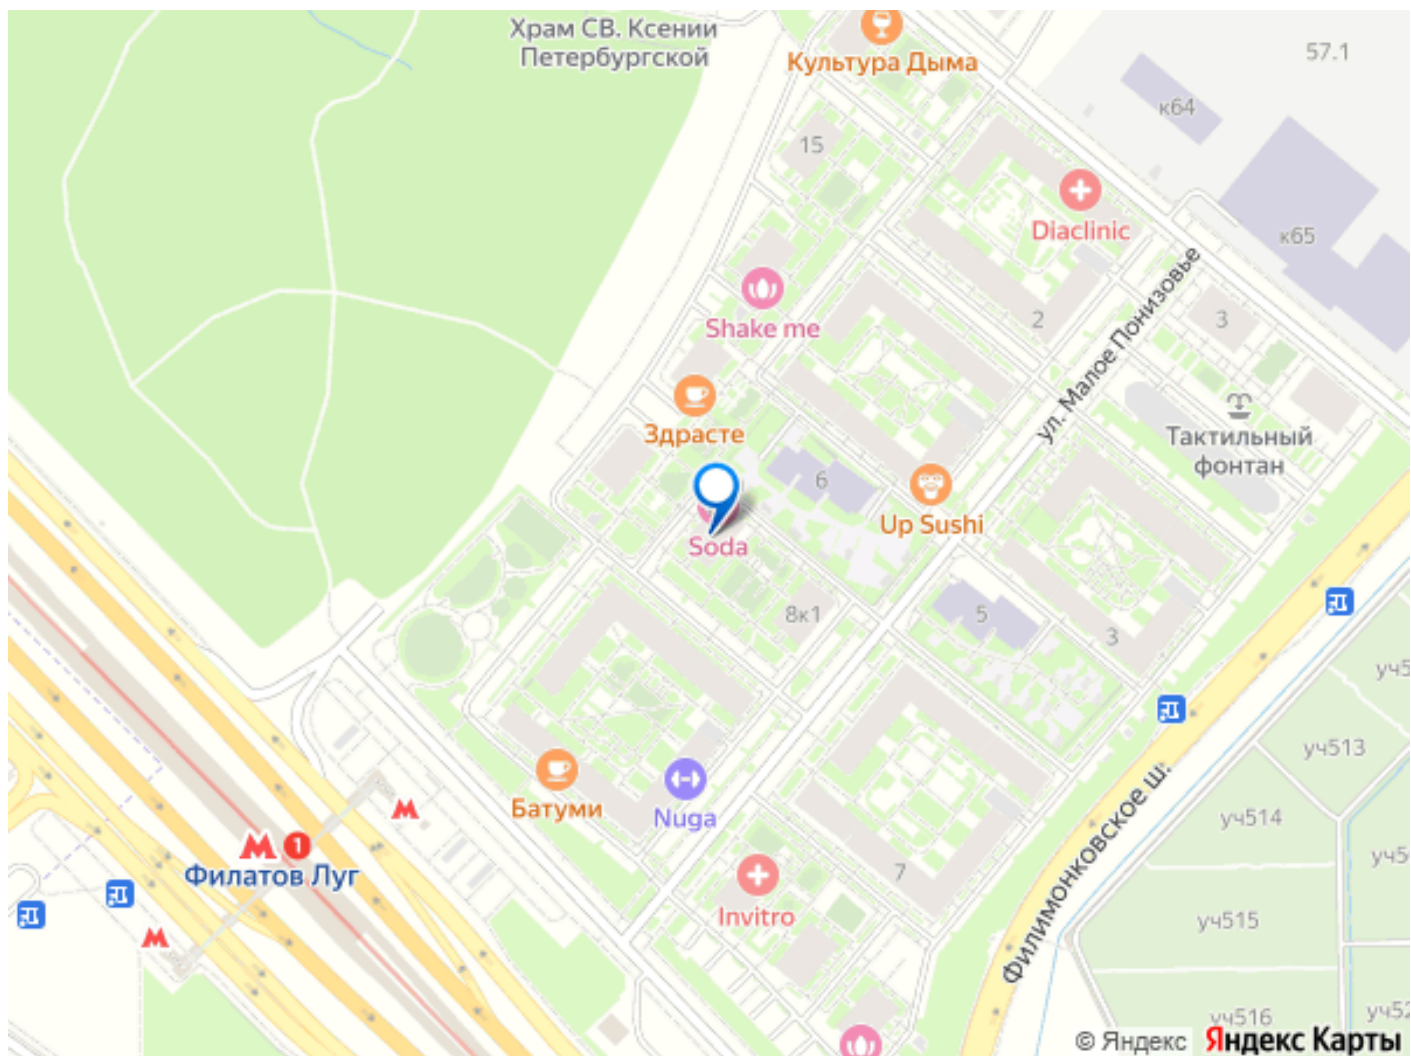 Храм СВ. Ксении
Петербургской
Культура Дыма
57.1
к64
15
Diaclinic
к65
Shake me
2
3
ул. Малое Понизовье
Здрасте
Тактильный
фонтан
6
Up Sushi
Soda
8к1
5
3
уч513
Батуми
Nuga
уч514
1
Филатов Луг
7
Invitro
уч515
Филимонковское ш.
уч516
© Яндекс Яндекс Карты